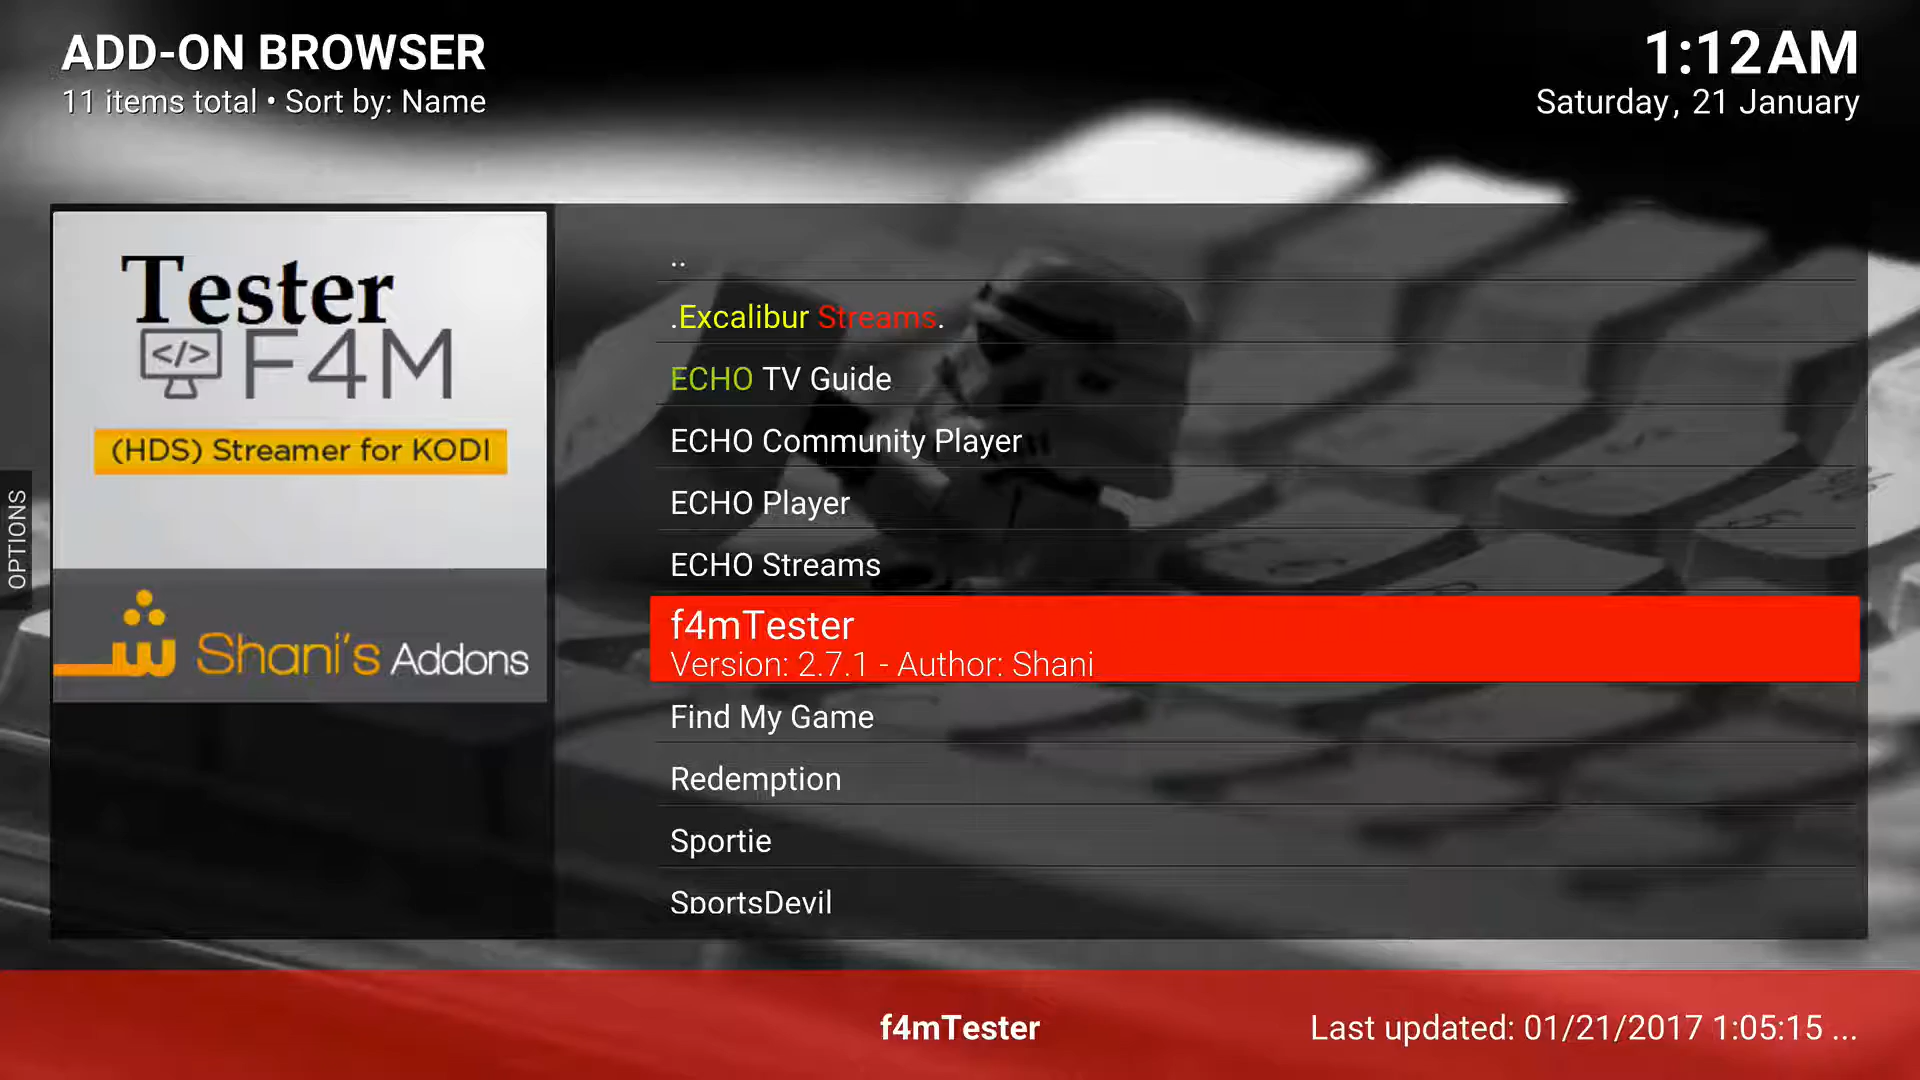 ADD-ON BROWSER
11 items total • Sort by: Name
1:12 AM
Saturday, 21 January
Tester
</> F4M
(HDS) Streamer for KODI
ش Shani's Addons
OPTIONS
..
.Excalibur Streams.
ECHO TV Guide
ECHO Community Player
ECHO Player
ECHO Streams
f4mTester
Version: 2.7.1 - Author: Shani
Find My Game
Redemption
Sportie
SportsDevil
f4mTester
Last updated: 01/21/2017 1:05:15 ...